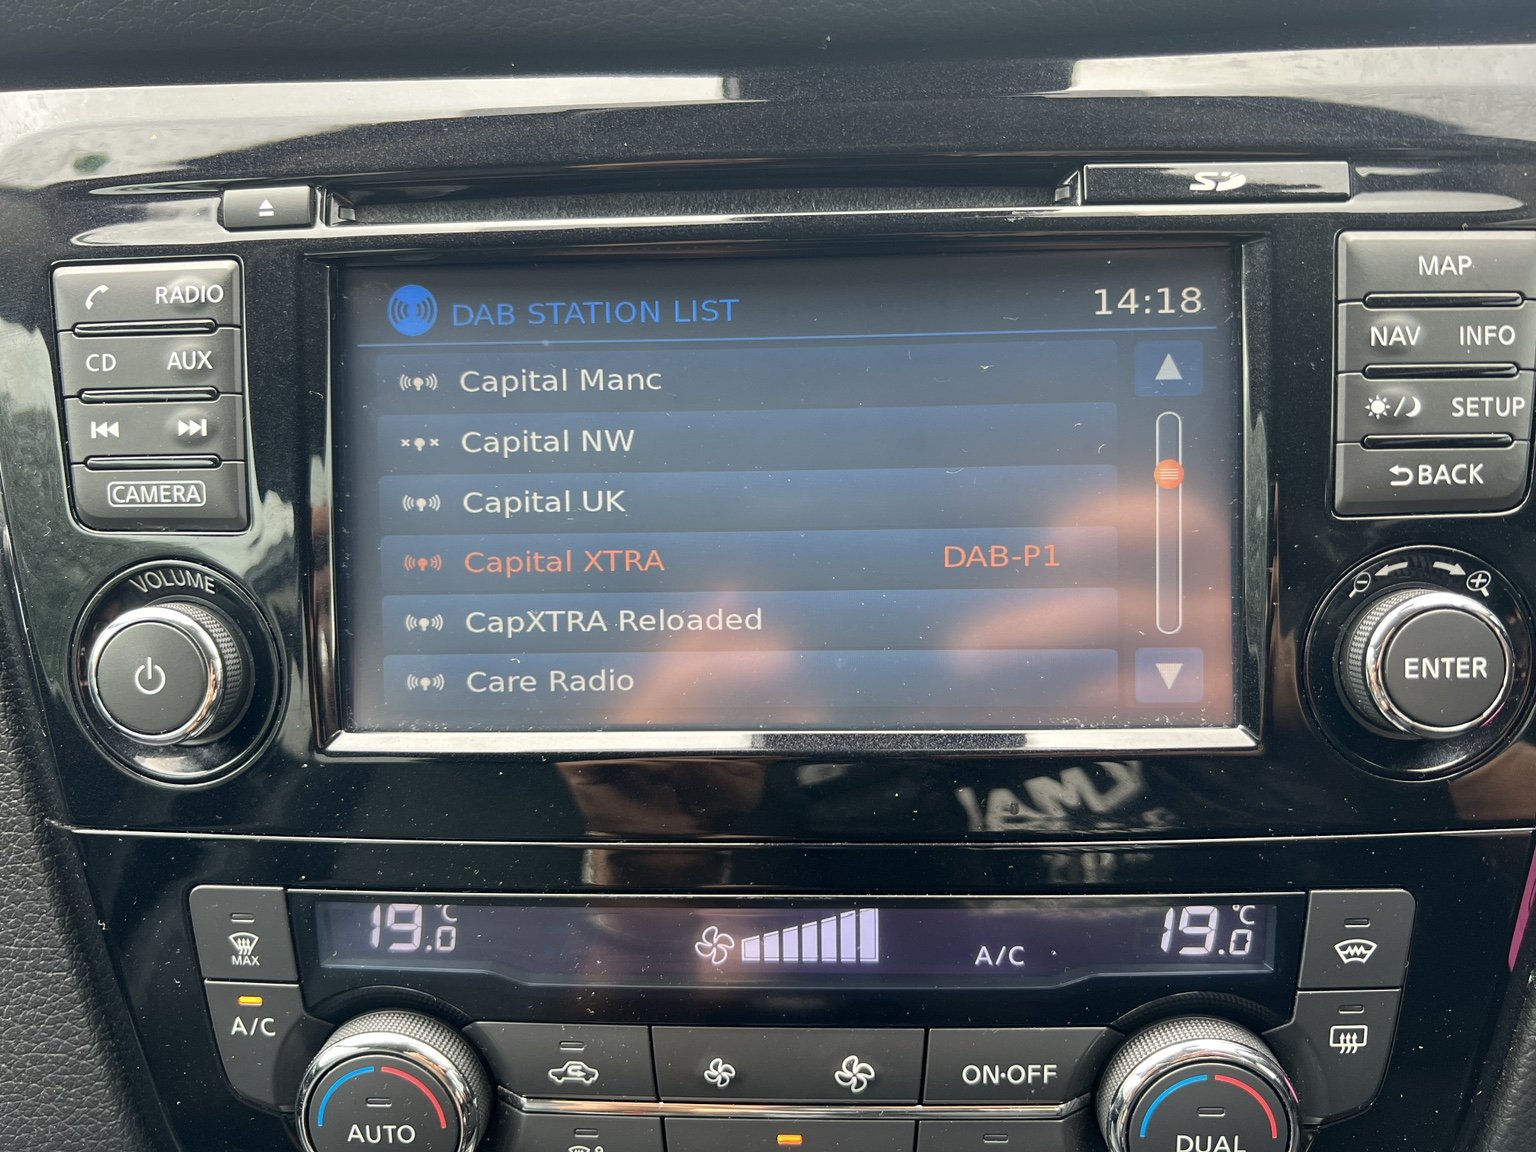 SD
RADIO
CD AUX
CAMERA
VOLUME
DAB STATION LIST 14:18
Capital Manc
Capital NW
Capital UK
Capital XTRA DAB-P1
CapXTRA Reloaded
Care Radio
MAP
NAV INFO
SETUP
BACK
ENTER
19.0 °C A/C 19.0 °C
MAX
A/C
ON·OFF
AUTO
DUAL